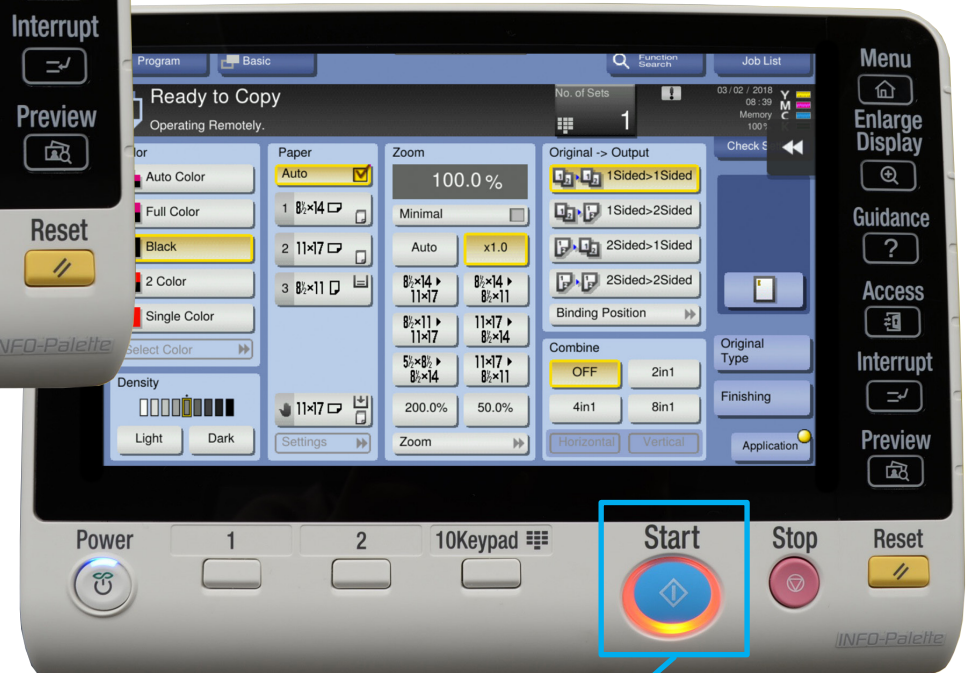 Interrupt
Preview
Reset
INFO-Palette
Program
Basic
Function
Search
Job List
Ready to Copy
Operating Remotely.
No. of Sets
1
03 / 02 / 2018
08 : 39
Memory
100
Y
M
C
Auto Color
Full Color
Black
2 Color
Single Color
Select Color
Density
Light
Dark
Paper
Auto
1 8½×14
2 11×17
3 8½×11
11×17
Settings
Zoom
100.0 %
Minimal
Auto
x1.0
8½×14
11×17
8½×14
8½×11
8½×11
11×17
11×17
8½×14
5½×8½
8½×14
11×17
8½×11
200.0%
50.0%
Zoom
Original -> Output
1Sided>1Sided
1Sided>2Sided
2Sided>1Sided
2Sided>2Sided
Binding Position
Combine
OFF
2in1
4in1
8in1
Horizontal
Vertical
Original
Type
Finishing
Application
Menu
Enlarge
Display
Guidance
Access
Interrupt
Preview
Power
1
2
10Keypad
Start
Stop
Reset
INFO-Palette